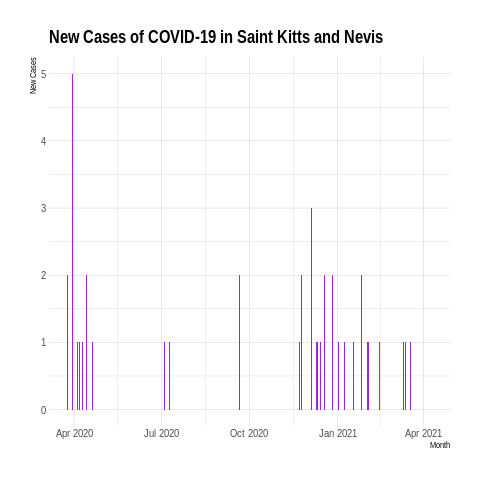 New Cases of COVID-19 in Saint Kitts and Nevis
New Cases
5
4
3
2
1
0
Apr 2020 Jul 2020 Oct 2020 Jan 2021 Apr 2021
Month